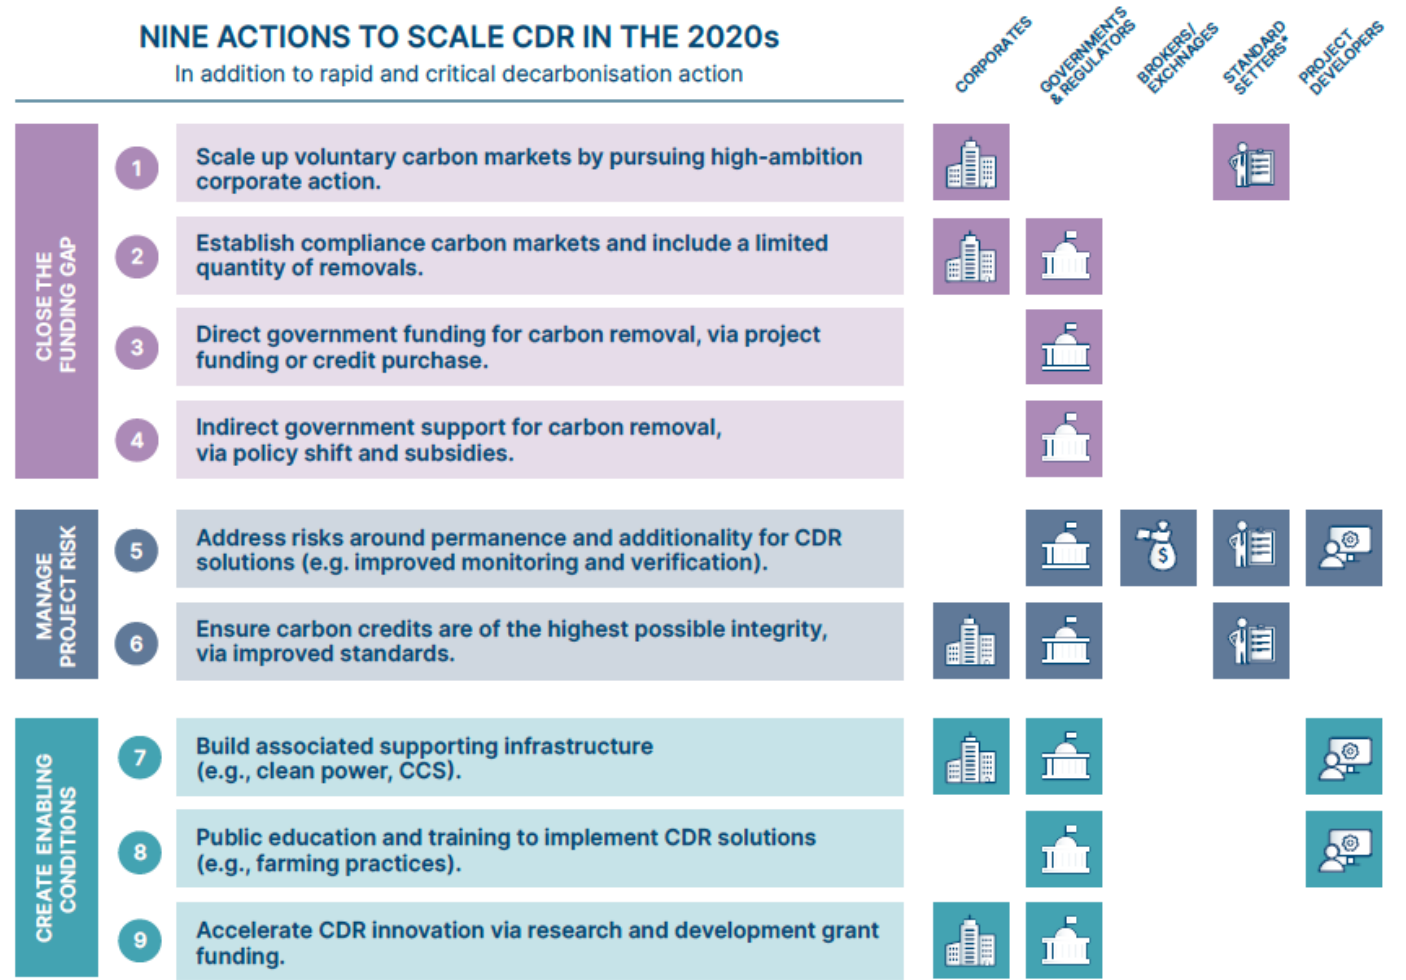 NINE ACTIONS TO SCALE CDR IN THE 2020s
In addition to rapid and critical decarbonisation action
CORPORATES
GOVERNMENTS
& REGULATORS
BROKERS/
EXCHNAGES
STANDARD
SETTERS*
PROJECT
DEVELOPERS
CLOSE THE
FUNDING GAP
1
Scale up voluntary carbon markets by pursuing high-ambition
corporate action.
2
Establish compliance carbon markets and include a limited
quantity of removals.
3
Direct government funding for carbon removal, via project
funding or credit purchase.
4
Indirect government support for carbon removal,
via policy shift and subsidies.
MANAGE
PROJECT RISK
5
Address risks around permanence and additionality for CDR
solutions (e.g. improved monitoring and verification).
$
6
Ensure carbon credits are of the highest possible integrity,
via improved standards.
CREATE ENABLING
CONDITIONS
7
Build associated supporting infrastructure
(e.g., clean power, CCS).
8
Public education and training to implement CDR solutions
(e.g., farming practices).
9
Accelerate CDR innovation via research and development grant
funding.